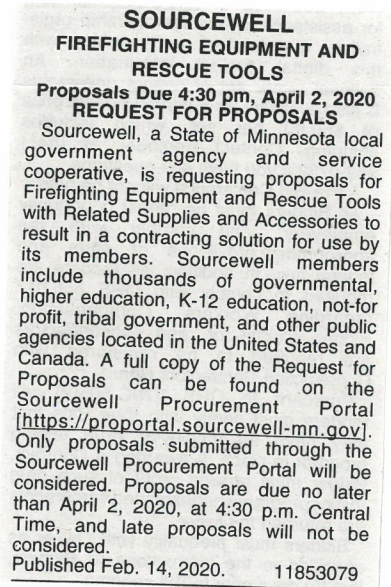 SOURCEWELL
FIREFIGHTING EQUIPMENT AND
RESCUE TOOLS
Proposals Due 4:30 pm, April 2, 2020
REQUEST FOR PROPOSALS
Sourcewell, a State of Minnesota local
government agency and service
cooperative, is requesting proposals for
Firefighting Equipment and Rescue Tools
with Related Supplies and Accessories to
result in a contracting solution for use by
its members. Sourcewell members
include thousands of governmental,
higher education, K-12 education, not-for
profit, tribal government, and other public
agencies located in the United States and
Canada. A full copy of the Request for
Proposals can be found on the
Sourcewell Procurement Portal
[https://proportal.sourcewell-mn.gov].
Only proposals submitted through the
Sourcewell Procurement Portal will be
considered. Proposals are due no later
than April 2, 2020, at 4:30 p.m. Central
Time, and late proposals will not be
considered.
Published Feb. 14, 2020. 11853079